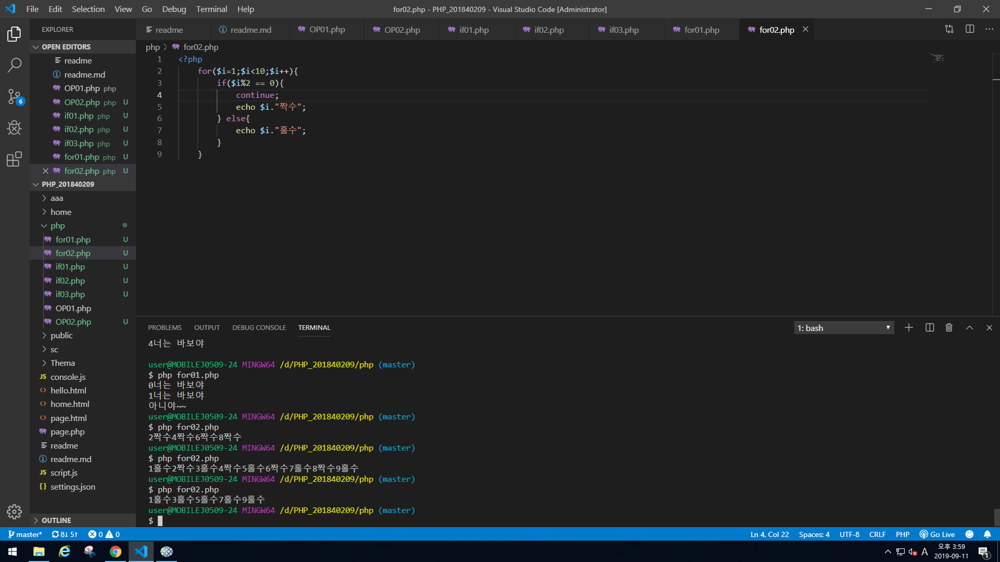 File Edit Selection View Go Debug Terminal Help
for02.php - PHP_201840209 - Visual Studio Code [Administrator]
EXPLORER
readme
readme.md
OP01.php
OP02.php
if01.php
if02.php
if03.php
for01.php
for02.php
OPEN EDITORS
readme
readme.md
OP01.php php
OP02.php php U
if01.php php U
if02.php php U
if03.php php U
for01.php php U
for02.php php U
6
PHP_201840209
aaa
home
php
for01.php U
for02.php U
if01.php U
if02.php U
if03.php U
OP01.php
OP02.php U
public
sc
Thema
JS console.js
<> hello.html
<> home.html
<> page.html
page.php
readme
readme.md
JS script.js
{} settings.json
OUTLINE
php > for02.php
1 <?php
2 for($i=1;$i<10;$i++){
3 if($i%2 == 0){
4 continue;
5 echo $i."짝수";
6 } else{
7 echo $i."홀수";
8 }
9 }
PROBLEMS OUTPUT DEBUG CONSOLE TERMINAL
1: bash
4너는 바보야
user@MOBILEJ0509-24 MINGW64 /d/PHP_201840209/php (master)
$ php for01.php
0너는 바보야
1너는 바보야
아니야~~
user@MOBILEJ0509-24 MINGW64 /d/PHP_201840209/php (master)
$ php for02.php
2짝수4짝수6짝수8짝수
user@MOBILEJ0509-24 MINGW64 /d/PHP_201840209/php (master)
$ php for02.php
1홀수2짝수3홀수4짝수5홀수6짝수7홀수8짝수9홀수
user@MOBILEJ0509-24 MINGW64 /d/PHP_201840209/php (master)
$ php for02.php
1홀수3홀수5홀수7홀수9홀수
user@MOBILEJ0509-24 MINGW64 /d/PHP_201840209/php (master)
$
master* 8↓ 5↑ 0 0
Ln 4, Col 22 Spaces: 4 UTF-8 CRLF PHP Go Live
A
오후 3:59
2019-09-11
1